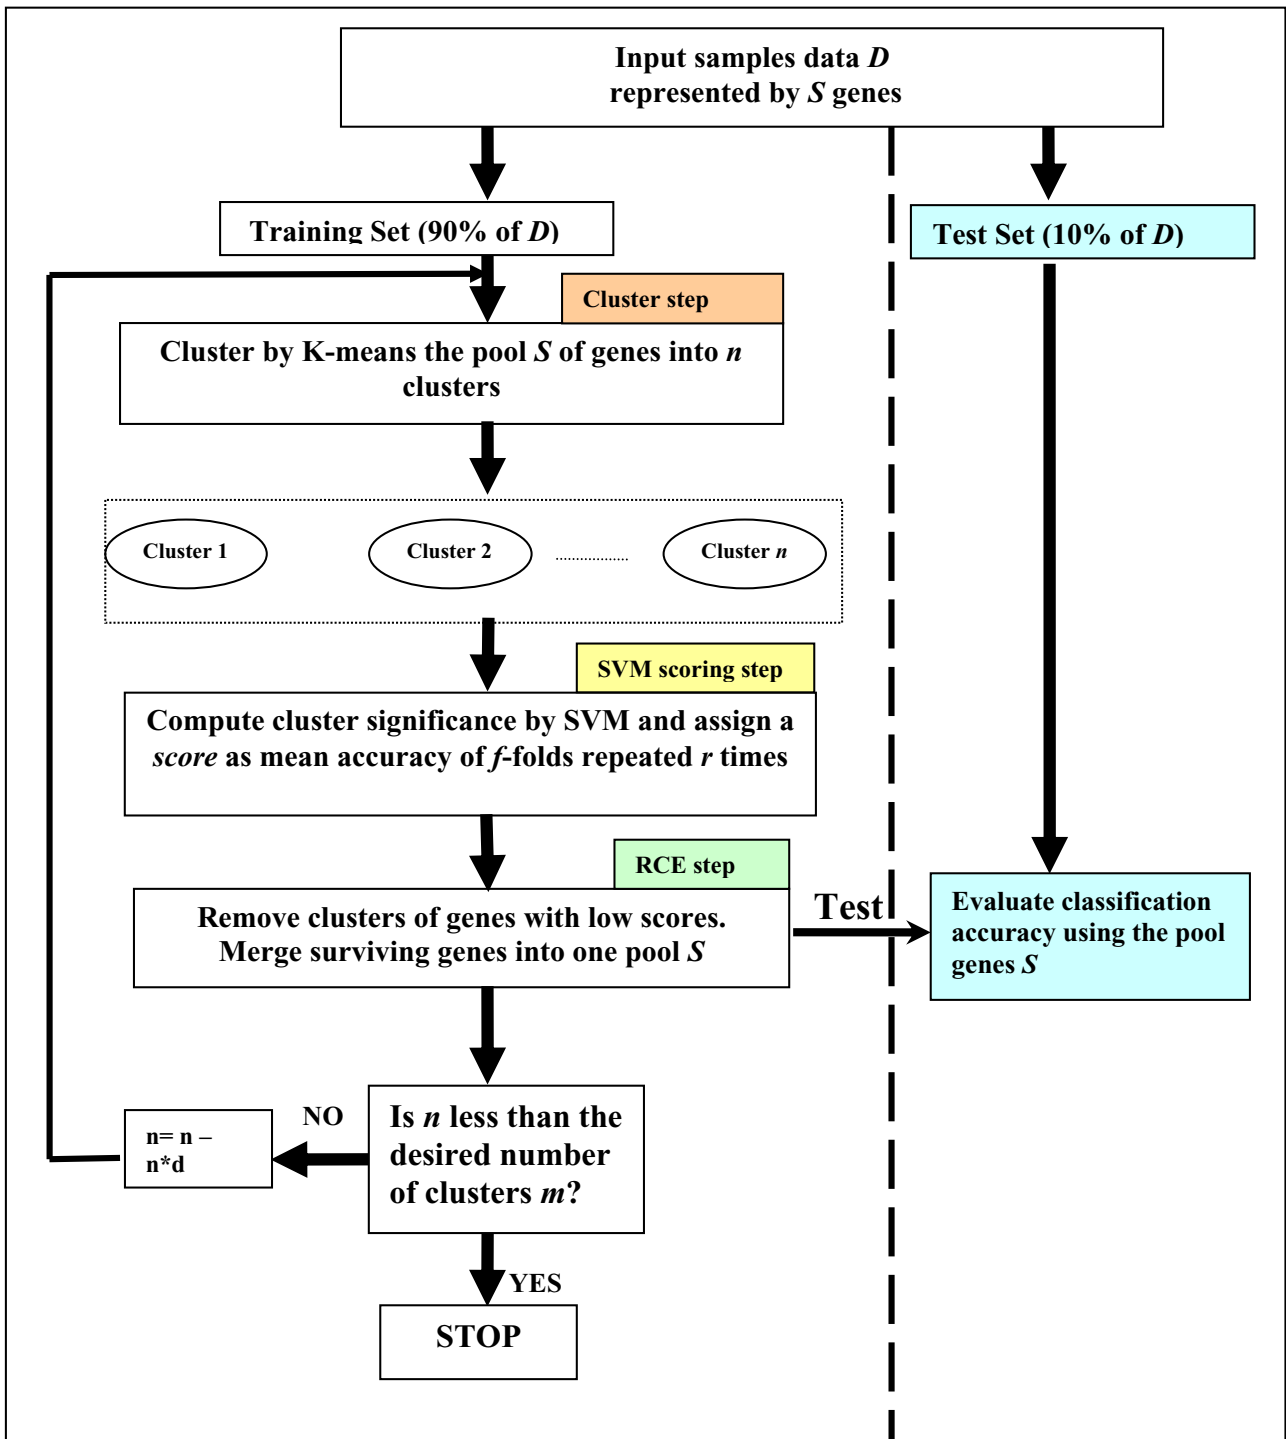 Input samples data D
represented by S genes
Training Set (90% of D)
Test Set (10% of D)
Cluster step
Cluster by K-means the pool S of genes into n
clusters
Cluster 1
Cluster 2
..................
Cluster n
SVM scoring step
Compute cluster significance by SVM and assign a
score as mean accuracy of f-folds repeated r times
RCE step
Remove clusters of genes with low scores.
Merge surviving genes into one pool S
Test
Evaluate classification
accuracy using the pool
genes S
Is n less than the
desired number
of clusters m?
NO
n= n –
n*d
YES
STOP